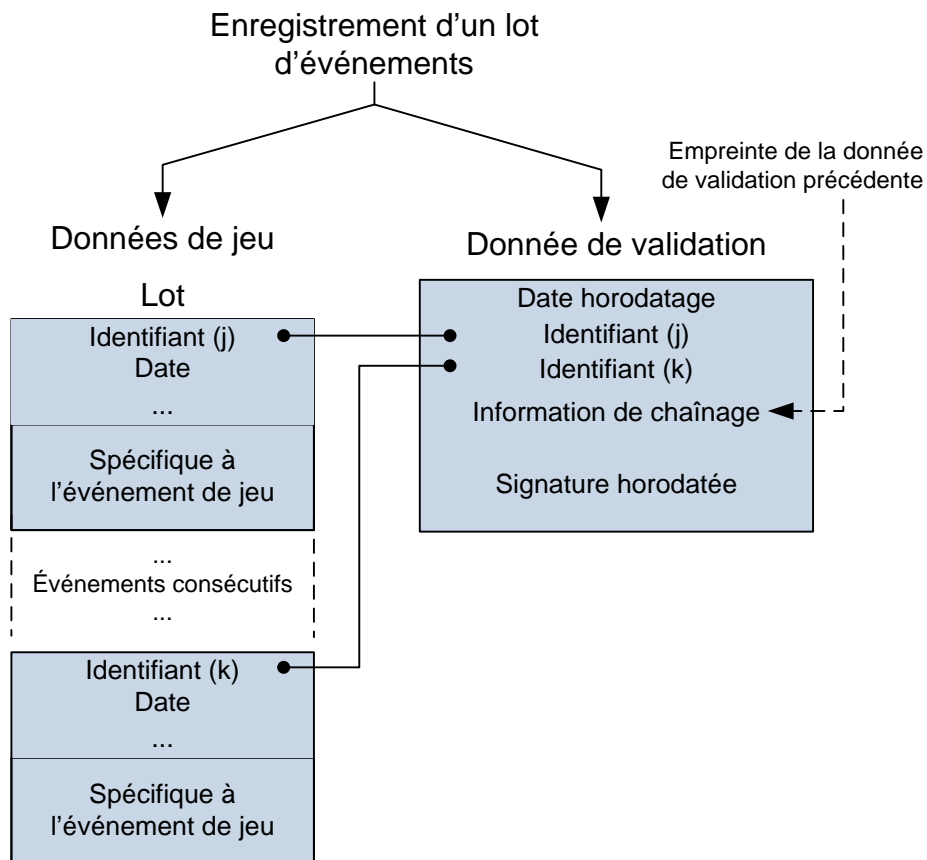 Enregistrement d'un lot
d'événements
Empreinte de la donnée
de validation précédente
Données de jeu
Donnée de validation
Lot
Identifiant (j)
Date
...
Spécifique à
l'événement de jeu
...
Événements consécutifs
...
Identifiant (k)
Date
...
Spécifique à
l'événement de jeu
Date horodatage
Identifiant (j)
Identifiant (k)
Information de chaînage
Signature horodatée